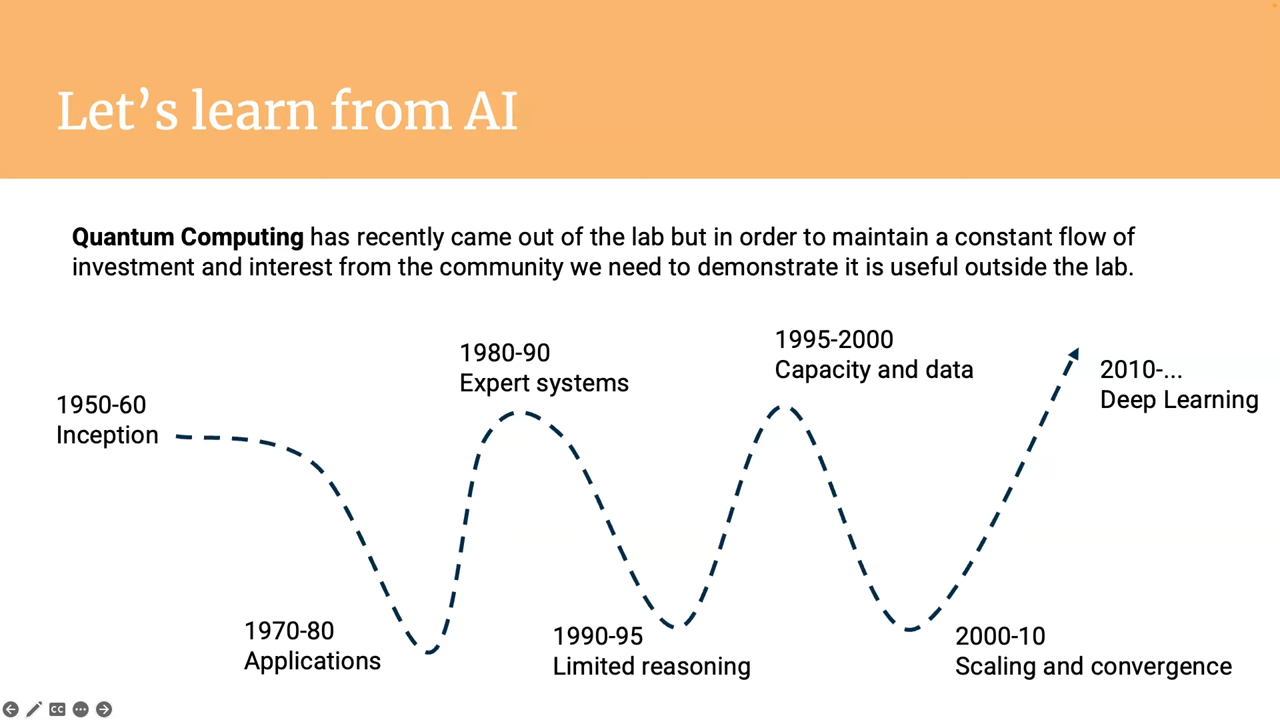 Let’s learn from AI
Quantum Computing has recently came out of the lab but in order to maintain a constant flow of
investment and interest from the community we need to demonstrate it is useful outside the lab.
1950-60
Inception
1970-80
Applications
1980-90
Expert systems
1990-95
Limited reasoning
1995-2000
Capacity and data
2000-10
Scaling and convergence
2010-...
Deep Learning
CC